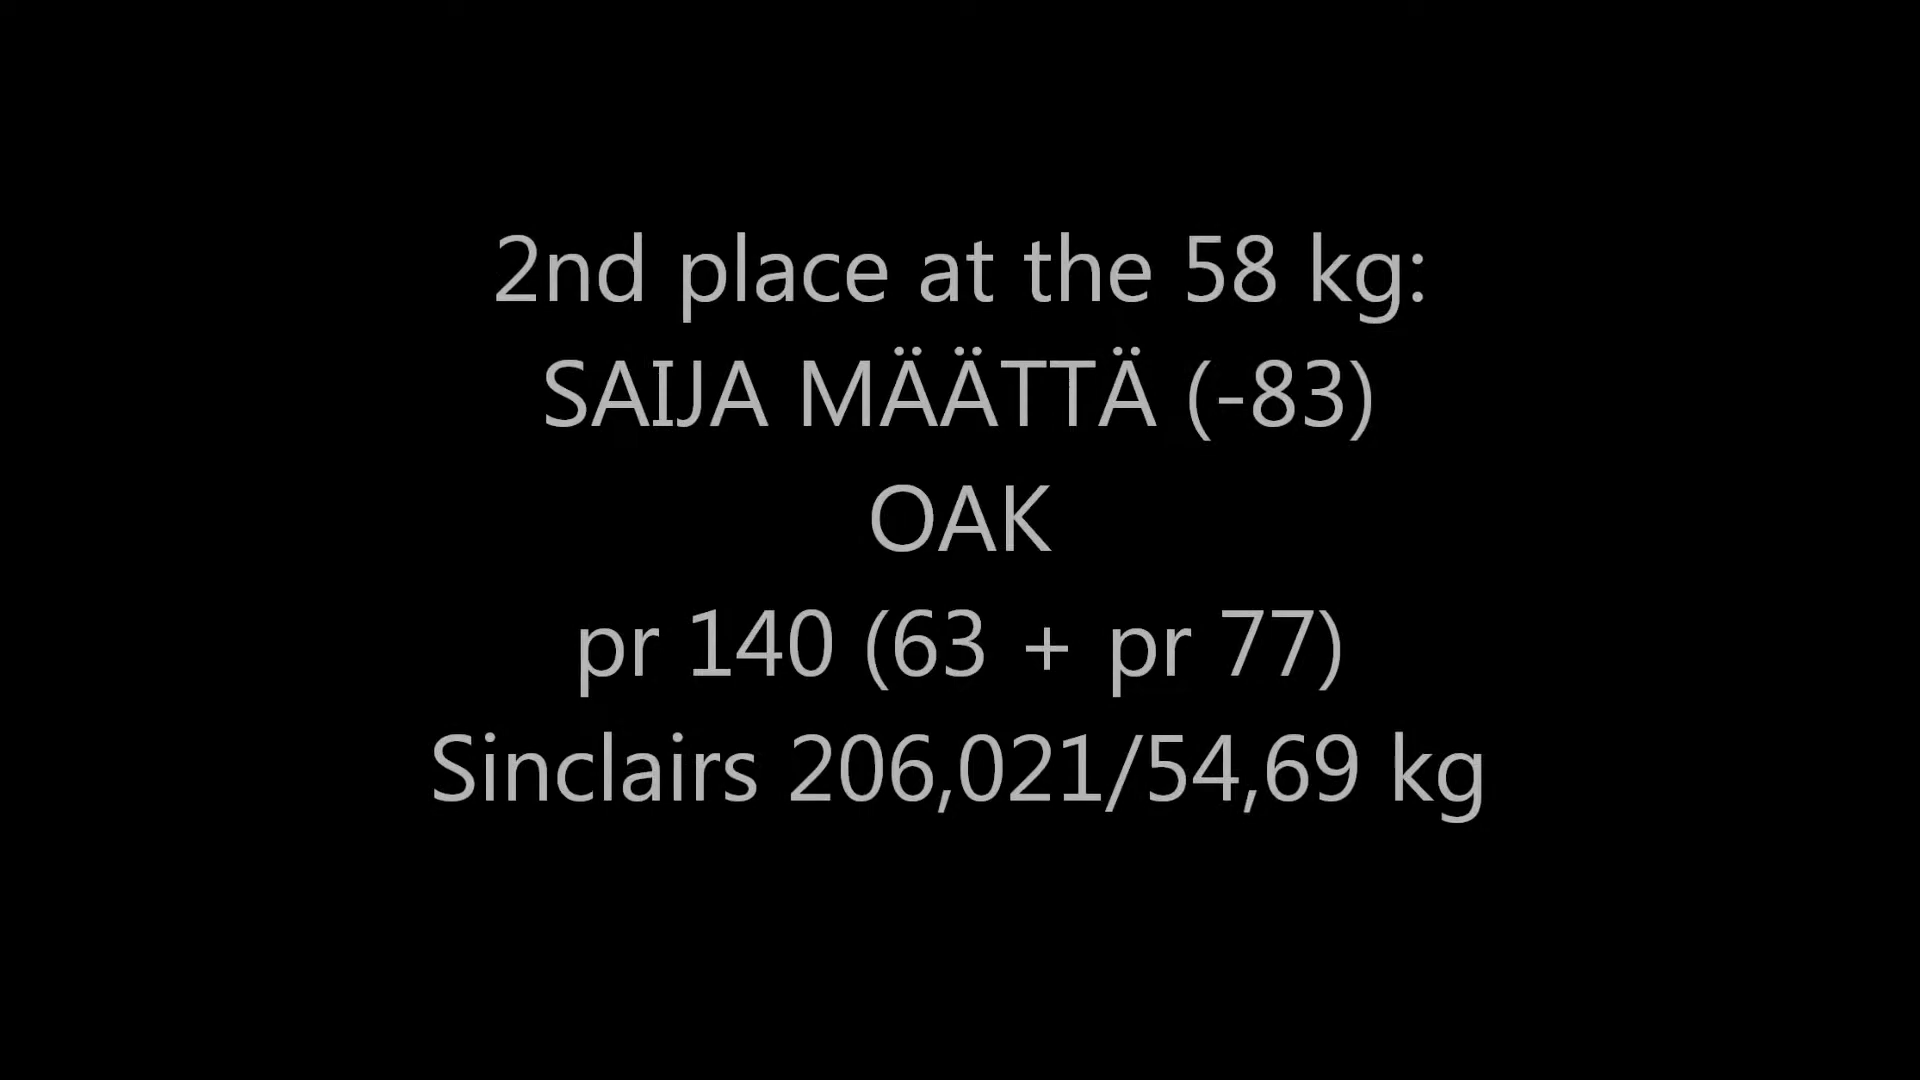 2nd place at the 58 kg:
SAIJA MÄÄTTÄ (-83)
OAK
pr 140 (63 + pr 77)
Sinclairs 206,021/54,69 kg